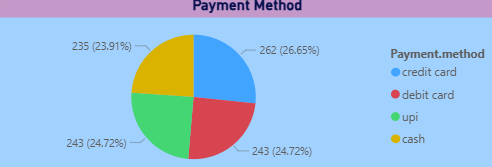 Payment Method
235 (23.91%)
262 (26.65%)
243 (24.72%)
243 (24.72%)
Payment.method
credit card
debit card
upi
cash